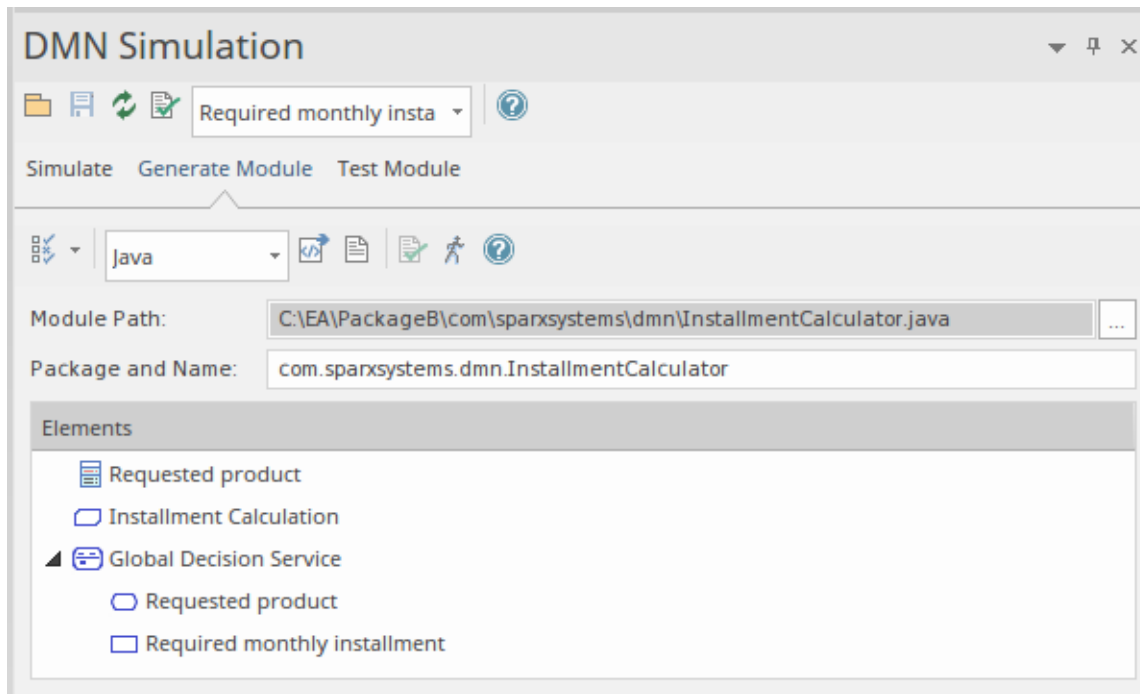 DMN Simulation
Required monthly insta
Simulate Generate Module Test Module
Java
Module Path: C:\EA\PackageB\com\sparxsystems\dmn\InstallmentCalculator.java ...
Package and Name: com.sparxsystems.dmn.InstallmentCalculator
Elements
Requested product
Installment Calculation
Global Decision Service
Requested product
Required monthly installment